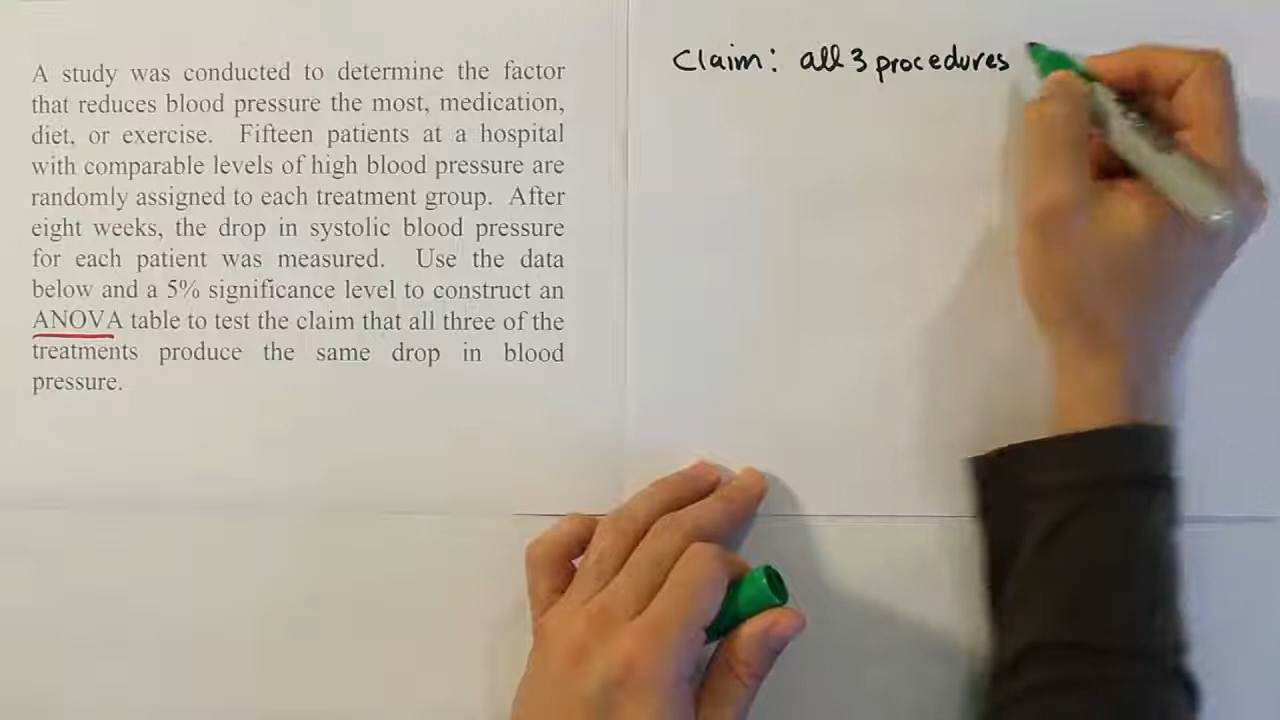 A study was conducted to determine the factor
that reduces blood pressure the most, medication,
diet, or exercise. Fifteen patients at a hospital
with comparable levels of high blood pressure are
randomly assigned to each treatment group. After
eight weeks, the drop in systolic blood pressure
for each patient was measured. Use the data
below and a 5% significance level to construct an
ANOVA table to test the claim that all three of the
treatments produce the same drop in blood
pressure.
Claim: all 3 procedures